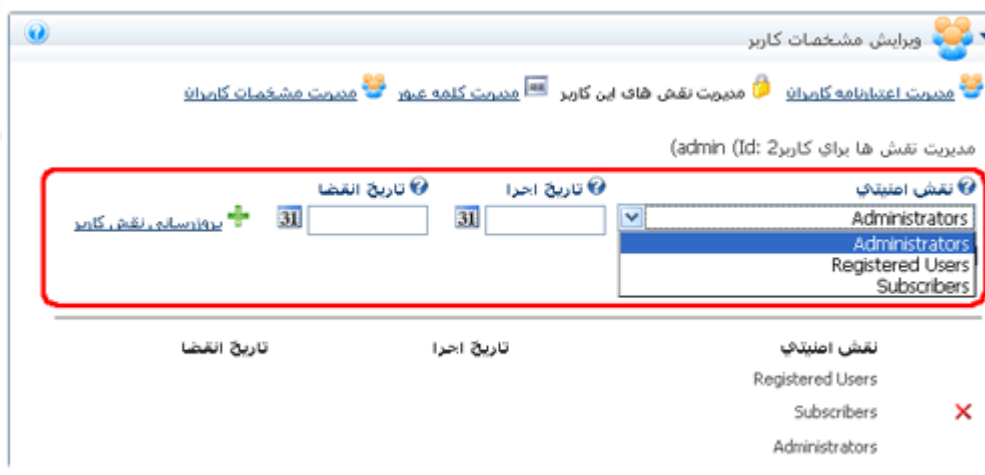 ویرایش مشخصات کاربر
مدیریت اعتبارنامه کاربران مدیریت نقش های این کاربر مدیریت کلمه عبور مدیریت مشخصات کاربران
مدیریت نقش ها برای کاربر2 admin (Id:)
نقش امنیتی تاریخ اجرا تاریخ انقضا
Administrators 31 31 بروزرسانی نقش کاربر
Administrators
Registered Users
Subscribers
نقش امنیتی تاریخ اجرا تاریخ انقضا
Registered Users
Subscribers
Administrators